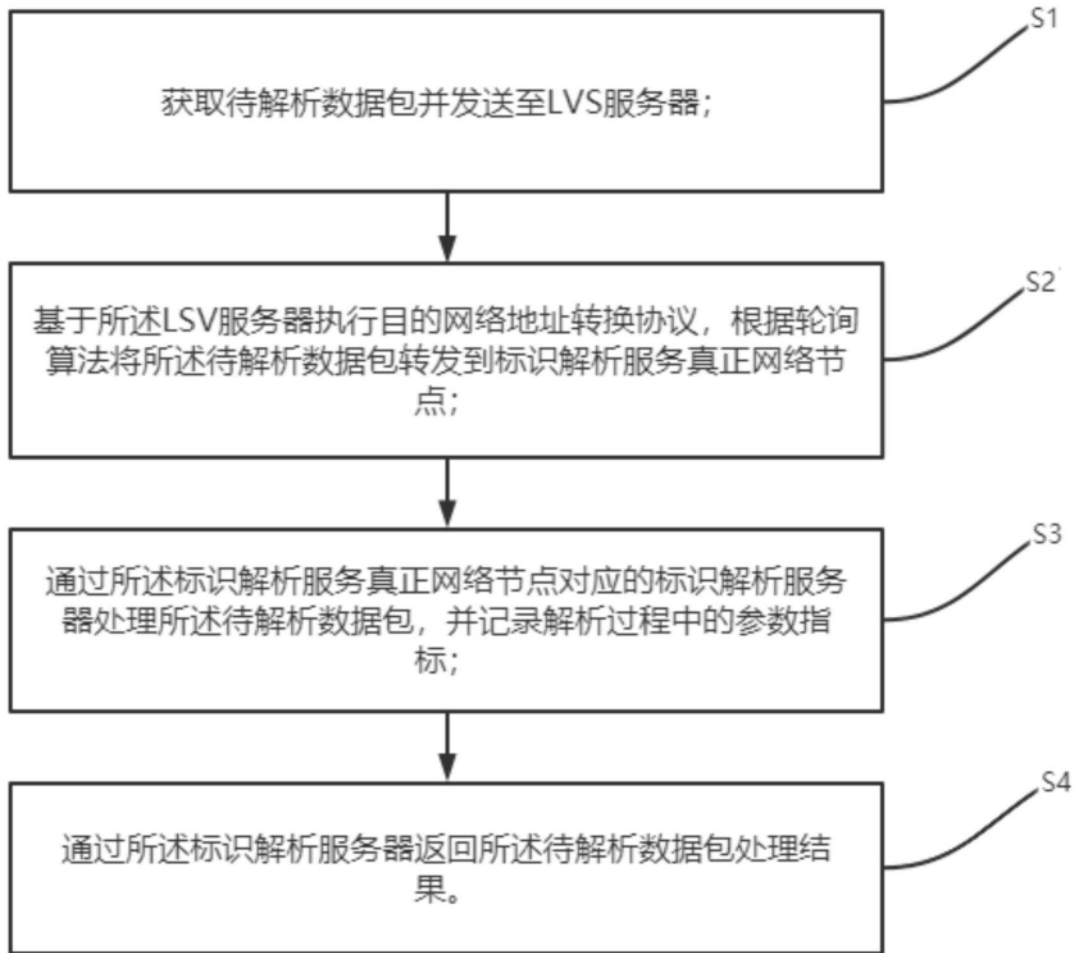 S1
获取待解析数据包并发送至LVS服务器；
S2
基于所述LSV服务器执行目的网络地址转换协议，根据轮询
算法将所述待解析数据包转发到标识解析服务真正网络节
点；
S3
通过所述标识解析服务真正网络节点对应的标识解析服务
器处理所述待解析数据包，并记录解析过程中的参数指
标；
S4
通过所述标识解析服务器返回所述待解析数据包处理结
果。